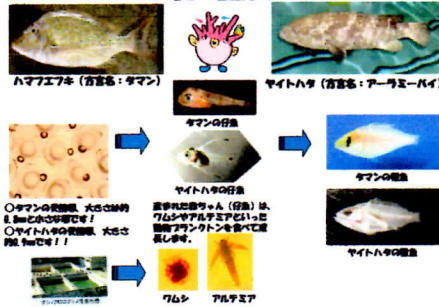 ハマフエフキ（方言名：タマン）
ヤイトハタ（方言名：アーラミーバイ）
タマンの仔魚
ヤイトハタの仔魚
タマンの稚魚
ヤイトハタの稚魚
○タマンの受精卵、大きさは約
0.8mmと小さな卵です！
○ヤイトハタの受精卵、大きさ
約0.9mmです！！
産まれた赤ちゃん（仔魚）は、
ワムシやアルテミアといった
動物プランクトンを食べて成
長します。
ワムシ
アルテミア